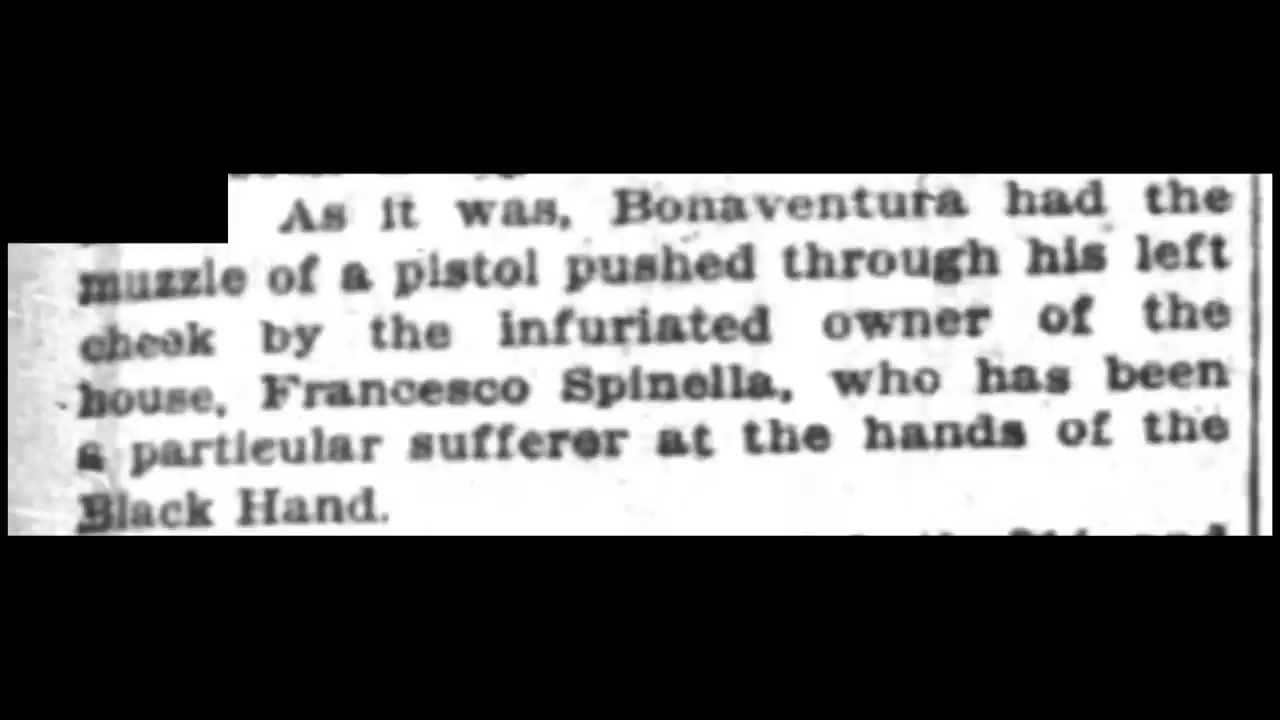 As it was, Bonaventura had the
muzzle of a pistol pushed through his left
cheek by the infuriated owner of the
house, Francesco Spinella, who has been
a particular sufferer at the hands of the
Black Hand.